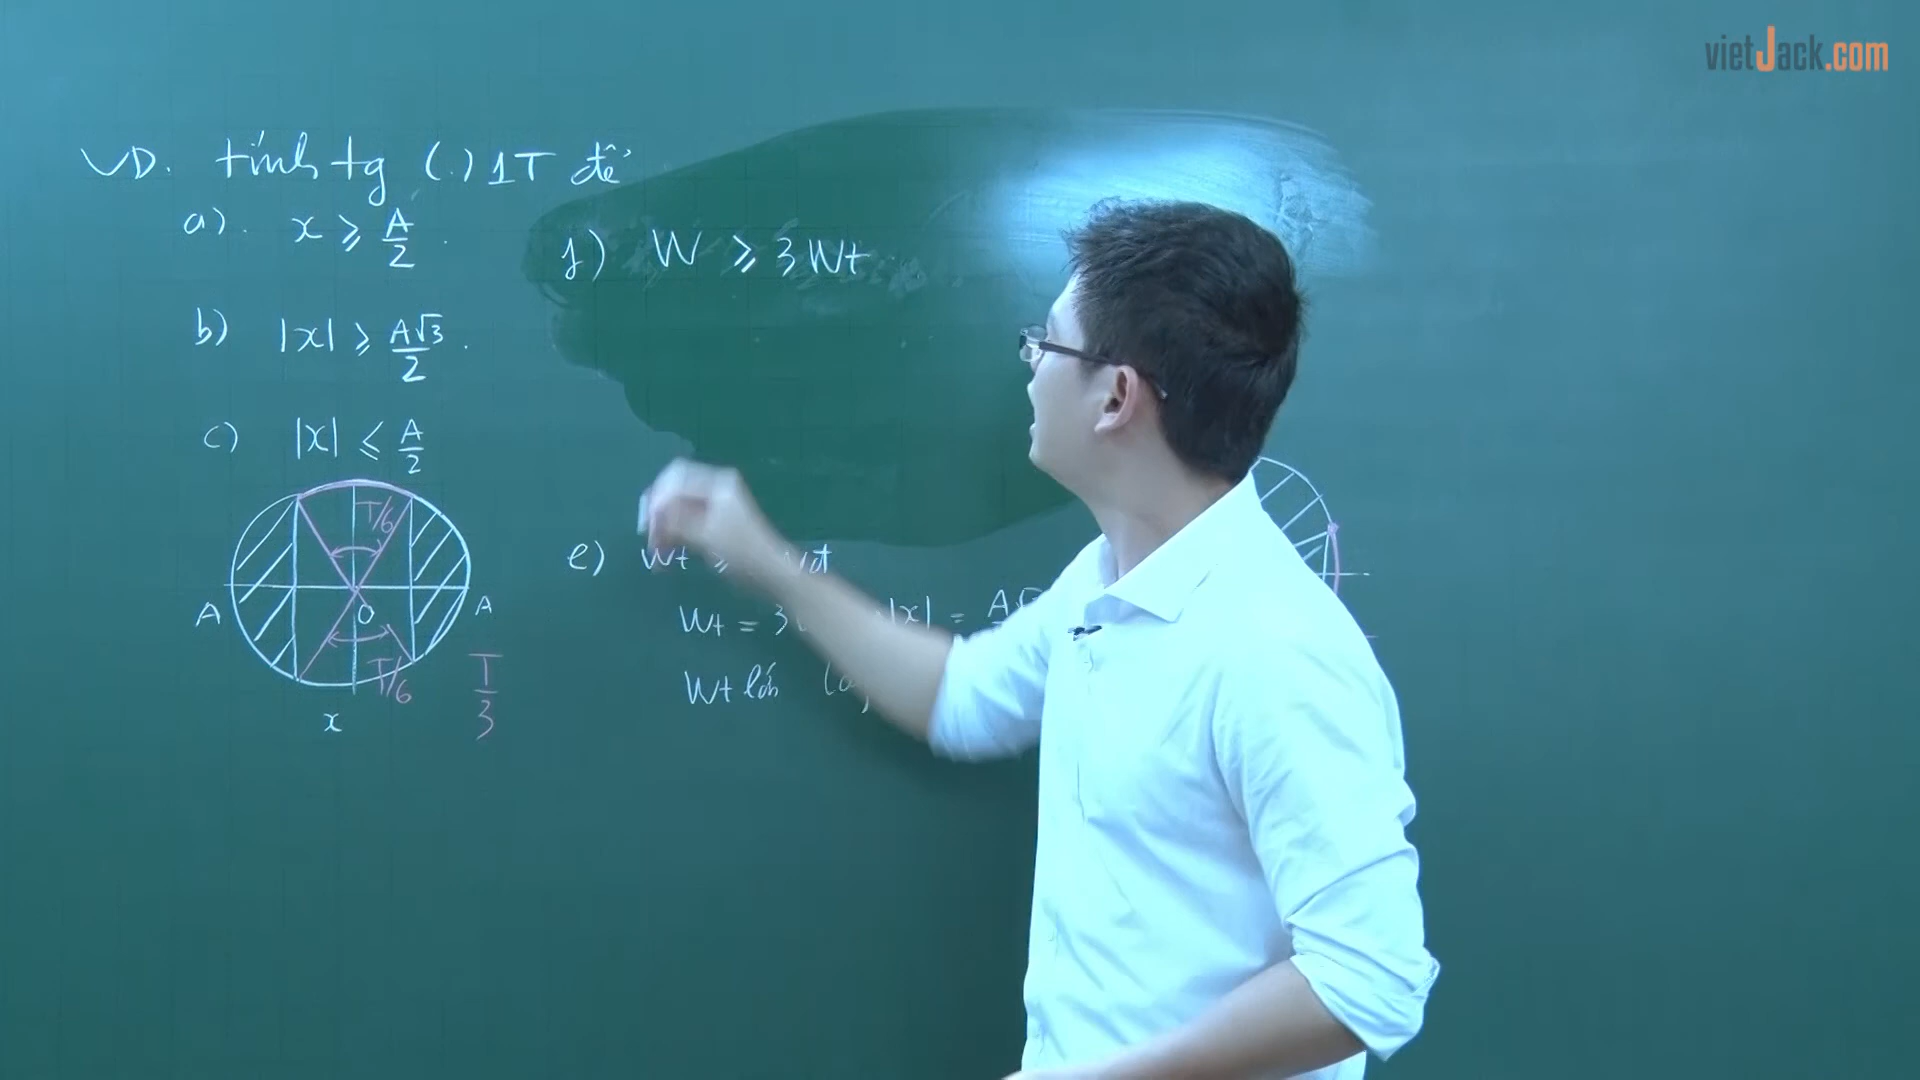 vietJack.com
VD. tính tg (.) 1T để
a). x ≥ A/2.
b) |x| ≥ A√3/2.
c) |x| ≤ A/2
T/6
A O A
T/6
x
T/3
f) W ≥ 3Wt
e) Wt ≥ Wđ
Wt = 3 |x| = A
Wt lớn